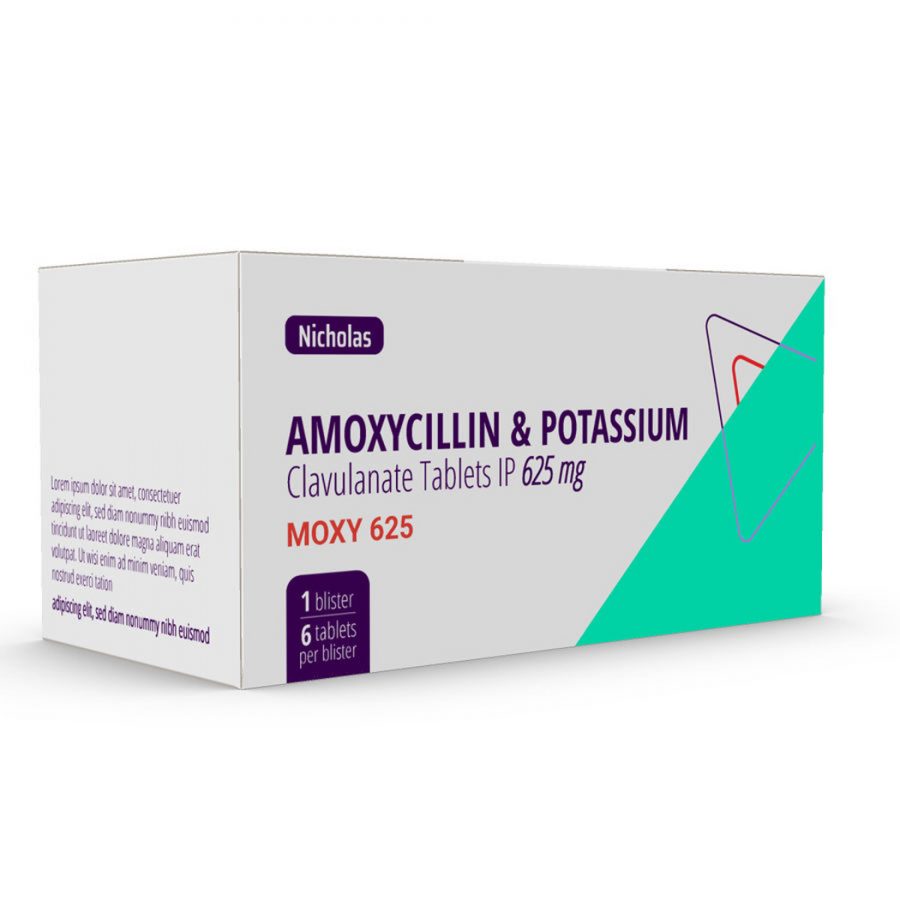 Nicholas
AMOXYCILLIN & POTASSIUM
Clavulanate Tablets IP 625 mg
MOXY 625
1 blister
6 tablets
per blister
Lorem ipsum dolor sit amet, consectetuer
adipiscing elit, sed diam nonummy nibh euismod
tincidunt ut laoreet dolore magna aliquam erat
volutpat. Ut wisi enim ad minim veniam, quis
nostrud exerci tation
adipiscing elit, sed diam nonummy nibh euismod